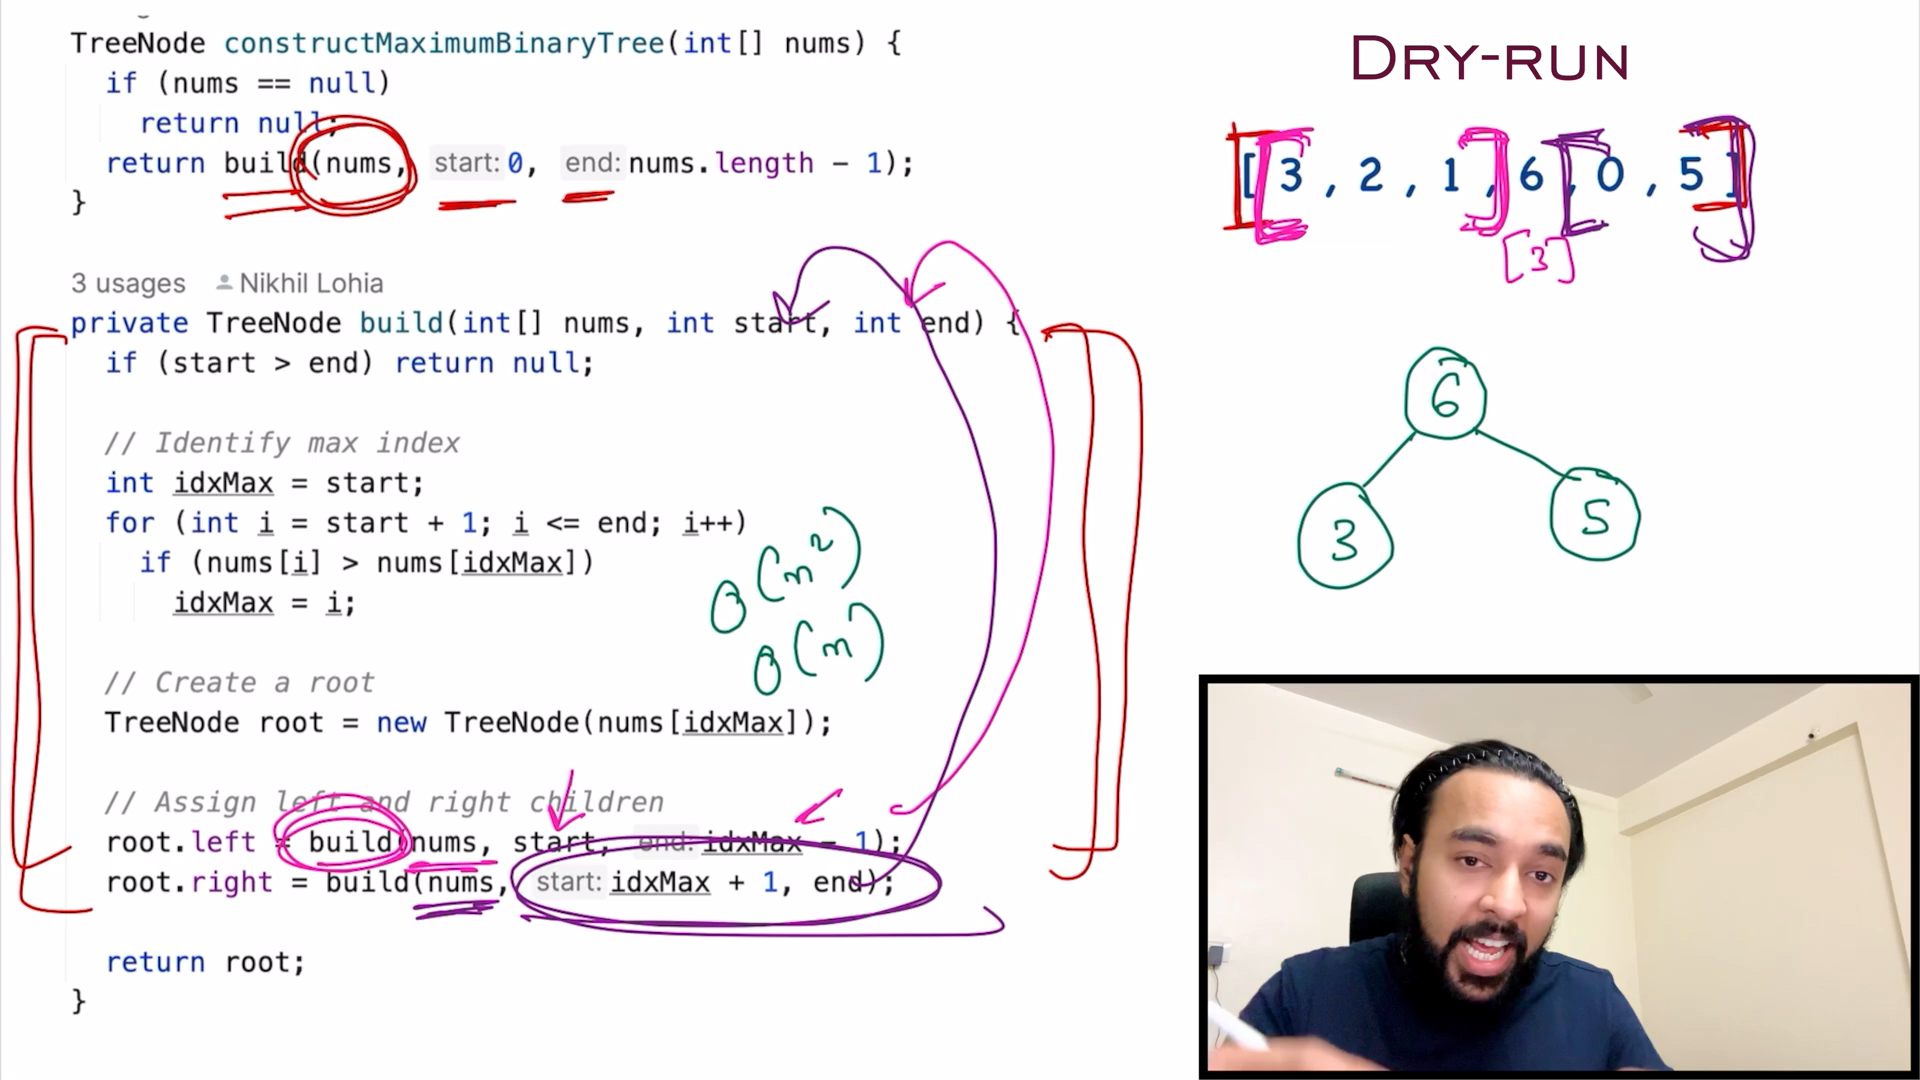 TreeNode constructMaximumBinaryTree(int[] nums) {
if (nums == null)
return null;
return build(nums, start: 0, end: nums.length - 1);
}
3 usages Nikhil Lohia
private TreeNode build(int[] nums, int start, int end) {
if (start > end) return null;
// Identify max index
int idxMax = start;
for (int i = start + 1; i <= end; i++)
if (nums[i] > nums[idxMax])
idxMax = i;
// Create a root
TreeNode root = new TreeNode(nums[idxMax]);
// Assign left and right children
root.left = build(nums, start, end: idxMax - 1);
root.right = build(nums, start: idxMax + 1, end);
return root;
}
O(n²)
O(n)
DRY-RUN
[ 3 , 2 , 1 , 6 , 0 , 5 ]
[3]
6
3
5